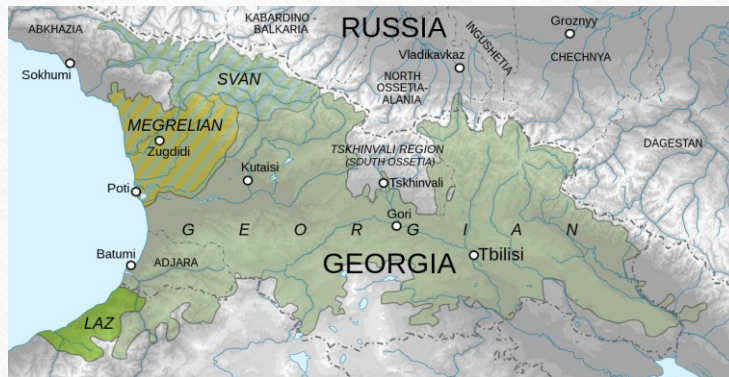 KABARDINO -
BALKARIA
RUSSIA
Groznyy
ABKHAZIA
INGUSHETIA
CHECHNYA
Vladikavkaz
Sokhumi
SVAN
NORTH
OSSETIA-
ALANIA
MEGRELIAN
Zugdidi
TSKHINVALI REGION
(SOUTH OSSETIA)
DAGESTAN
Kutaisi
Tskhinvali
Poti
Gori
G E O R G I A N
Batumi
ADJARA
GEORGIA
Tbilisi
LAZ